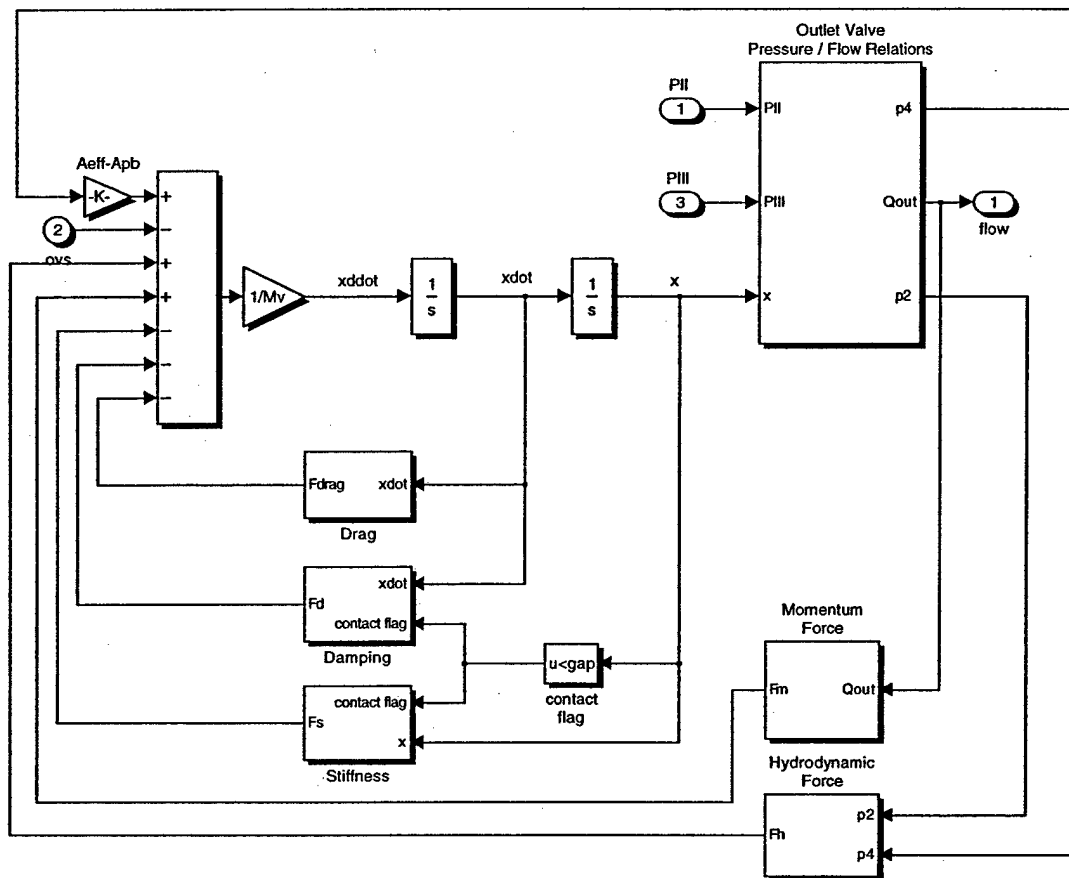 Outlet Valve
Pressure / Flow Relations
PII
1
PII
p4
Aeff-Apb
-K-
PIII
3
PIII
Qout
1
flow
2
ovs
+
−
+
+
−
−
−
1/Mv
xddot
1
s
xdot
1
s
x
x
p2
Fdrag
xdot
Drag
xdot
Fd
contact flag
Damping
u<gap
contact
flag
contact flag
Fs
x
Stiffness
Momentum
Force
Fm
Qout
Hydrodynamic
Force
p2
Fh
p4